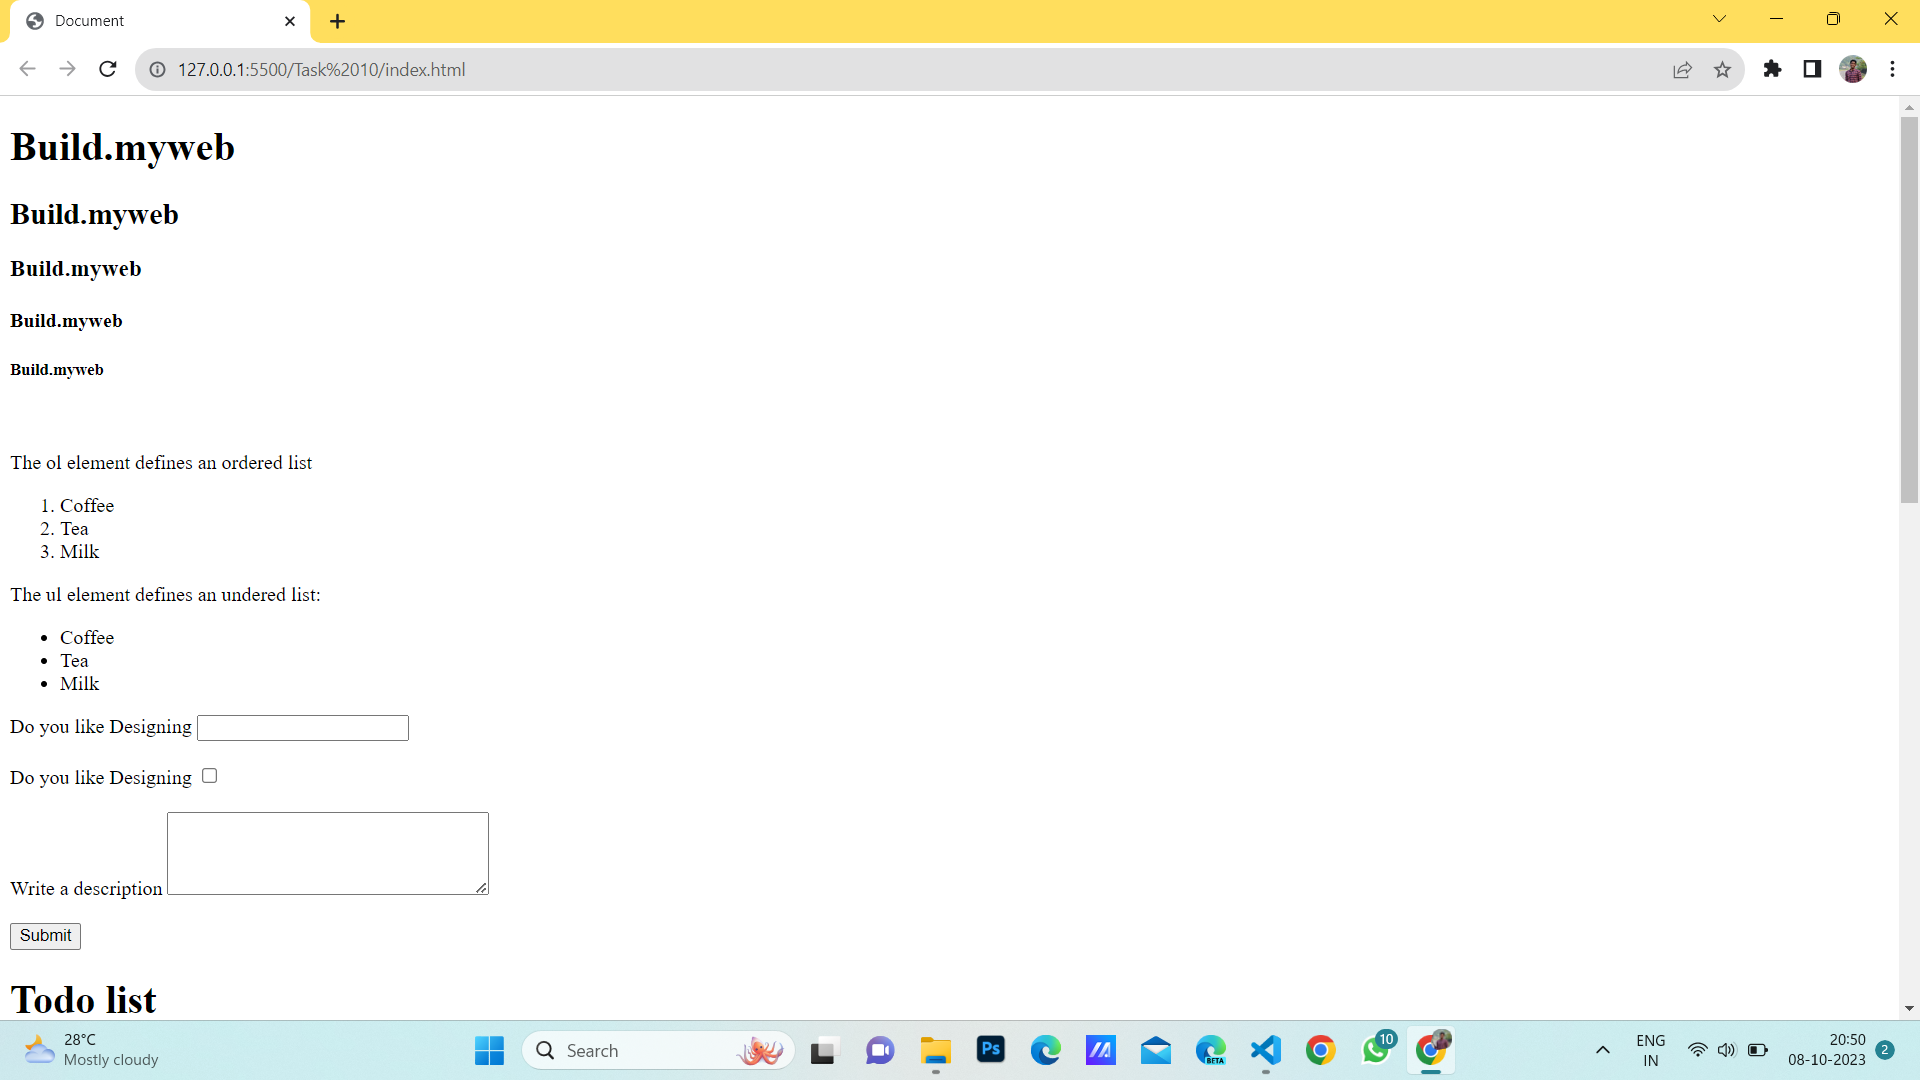 Document
127.0.0.1:5500/Task%2010/index.html
Build.myweb
Build.myweb
Build.myweb
Build.myweb
Build.myweb
The ol element defines an ordered list
1. Coffee
2. Tea
3. Milk
The ul element defines an undered list:
• Coffee
• Tea
• Milk
Do you like Designing
Do you like Designing
Write a description
Submit
Todo list
28°C
Mostly cloudy
Search
Ps
BETA
10
ENG
IN
20:50
08-10-2023
2